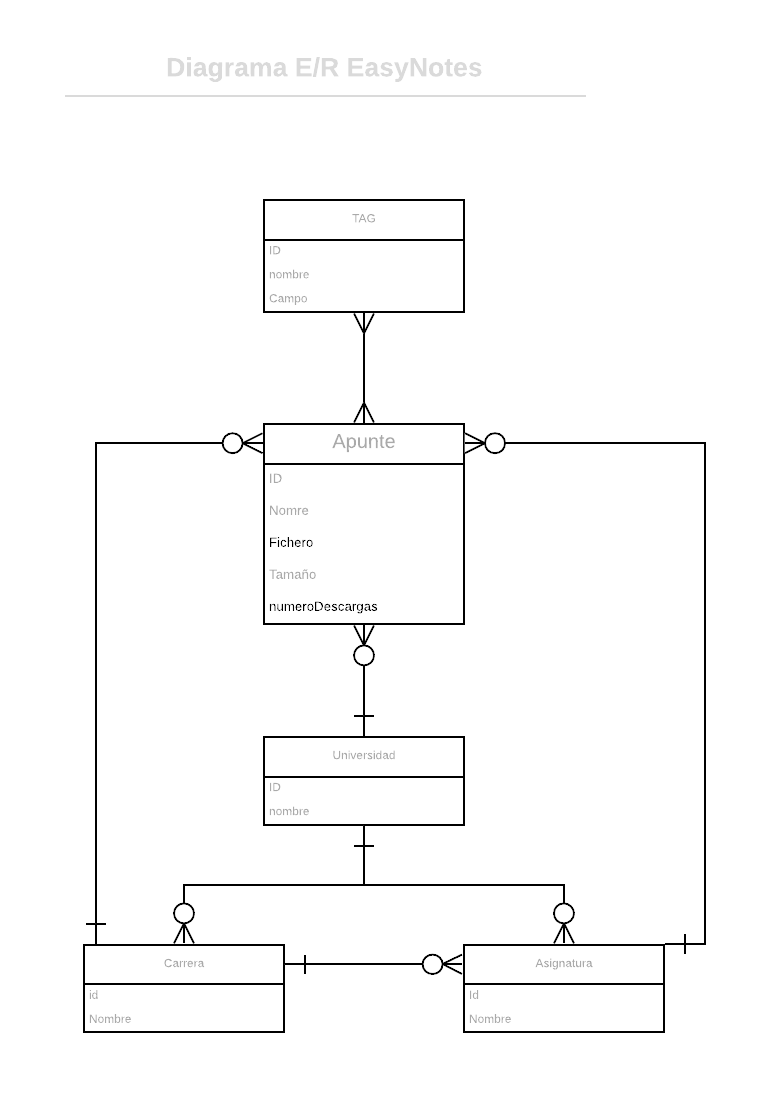 Diagrama E/R EasyNotes
TAG
ID
nombre
Campo
Apunte
ID
Nomre
Fichero
Tamaño
numeroDescargas
Universidad
ID
nombre
Carrera
id
Nombre
Asignatura
Id
Nombre